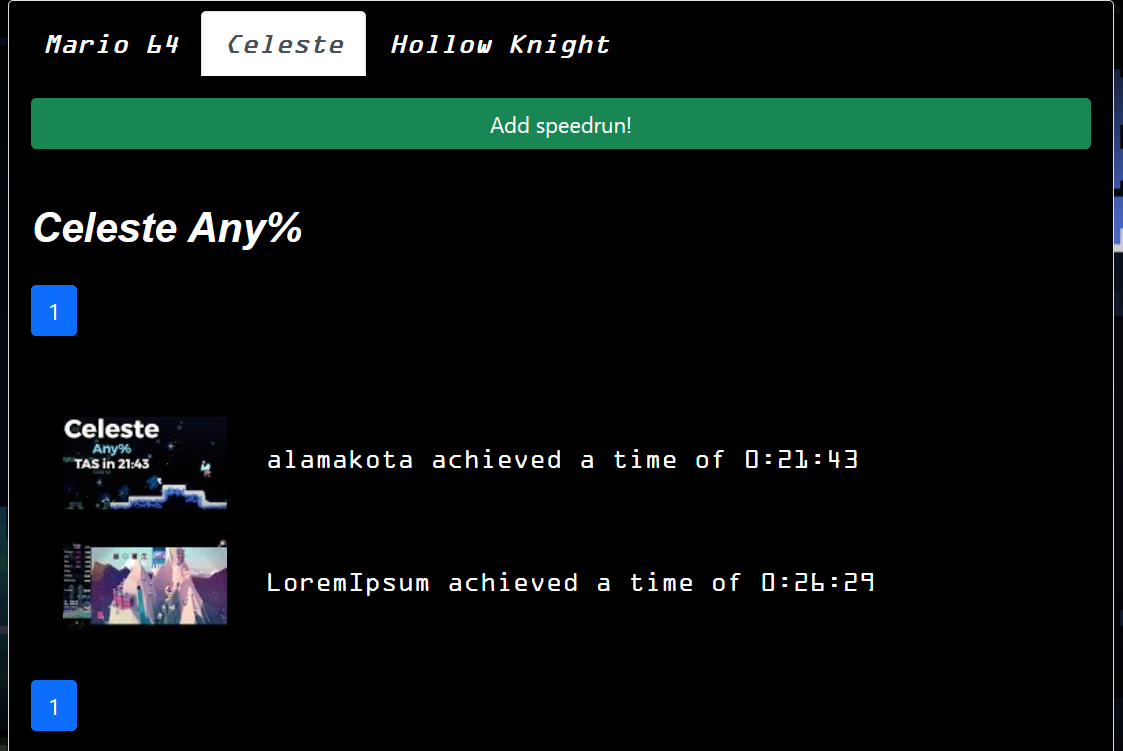 Mario 64 Celeste Hollow Knight
Add speedrun!
Celeste Any%
1
Celeste
Any%
TAS in 21:43
alamakota achieved a time of 0:21:43
LoremIpsum achieved a time of 0:26:29
1